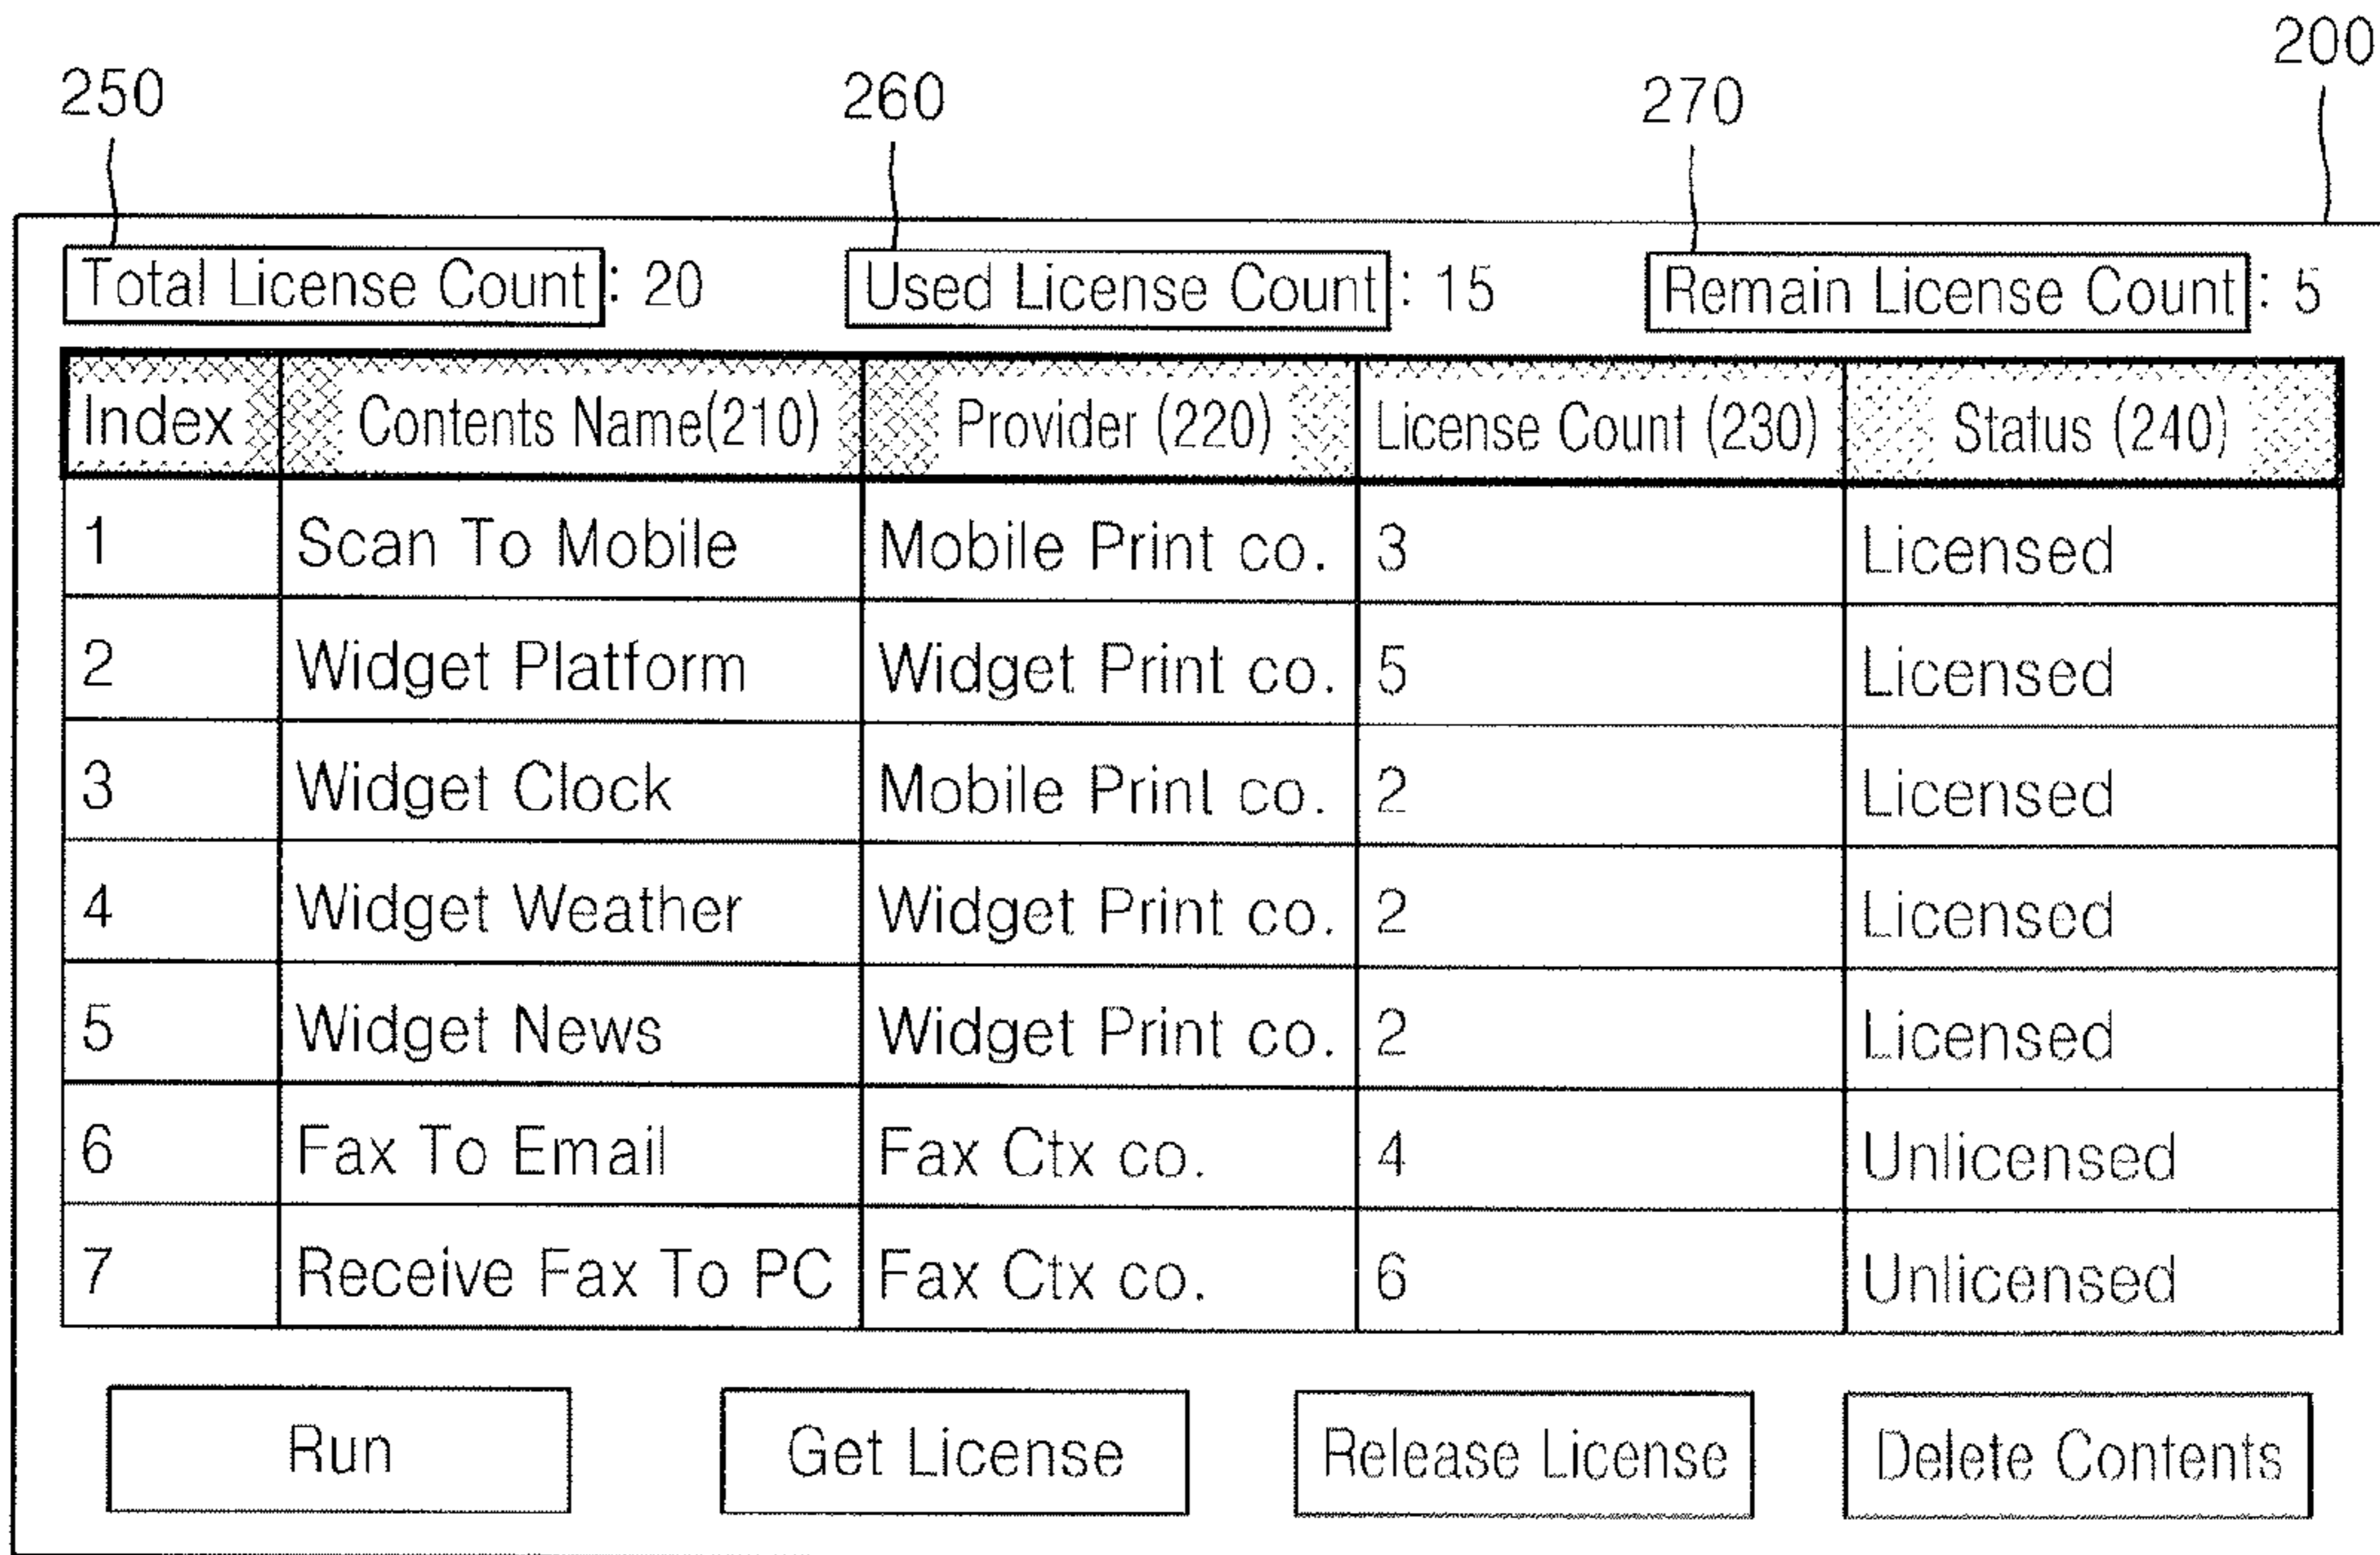 200
250 260 270
Total License Count : 20 Used License Count : 15 Remain License Count : 5
Index Contents Name(210) Provider (220) License Count (230) Status (240)
1 Scan To Mobile Mobile Print co. 3 Licensed
2 Widget Platform Widget Print co. 5 Licensed
3 Widget Clock Mobile Print co. 2 Licensed
4 Widget Weather Widget Print co. 2 Licensed
5 Widget News Widget Print co. 2 Licensed
6 Fax To Email Fax Ctx co. 4 Unlicensed
7 Receive Fax To PC Fax Ctx co. 6 Unlicensed
Run Get License Release License Delete Contents